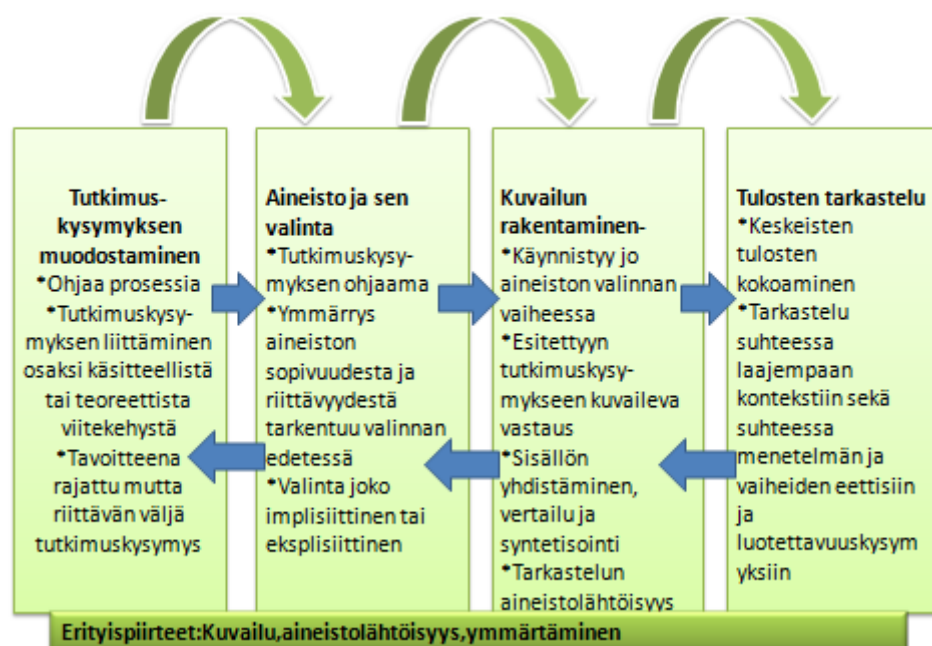 Tutkimus-
kysymyksen
muodostaminen
*Ohjaa prosessia
*Tutkimuskysy-
myksen liittäminen
osaksi käsitteellistä
tai teoreettista
viitekehystä
*Tavoitteena
rajattu mutta
riittävän väljä
tutkimuskysymys
Aineisto ja sen
valinta
*Tutkimuskysy-
myksen ohjaama
*Ymmärrys
aineiston
sopivuudesta ja
riittävyydestä
tarkentuu valinnan
edetessä
*Valinta joko
implisiittinen tai
eksplisiittinen
Kuvailun
rakentaminen-
*Käynnistyy jo
aineiston valinnan
vaiheessa
*Esitettyyn
tutkimuskysy-
mykseen kuvaileva
vastaus
*Sisällön
yhdistäminen,
vertailu ja
syntetisointi
*Tarkastelun
aineistolähtöisyys
Tulosten tarkastelu
*Keskeisten
tulosten
kokoaminen
*Tarkastelu
suhteessa
laajempaan
kontekstiin sekä
suhteessa
menetelmän ja
vaiheiden eettisiin
ja
luotettavuuskysym
yksiin
Erityispiirteet:Kuvailu,aineistolähtöisyys,ymmärtäminen